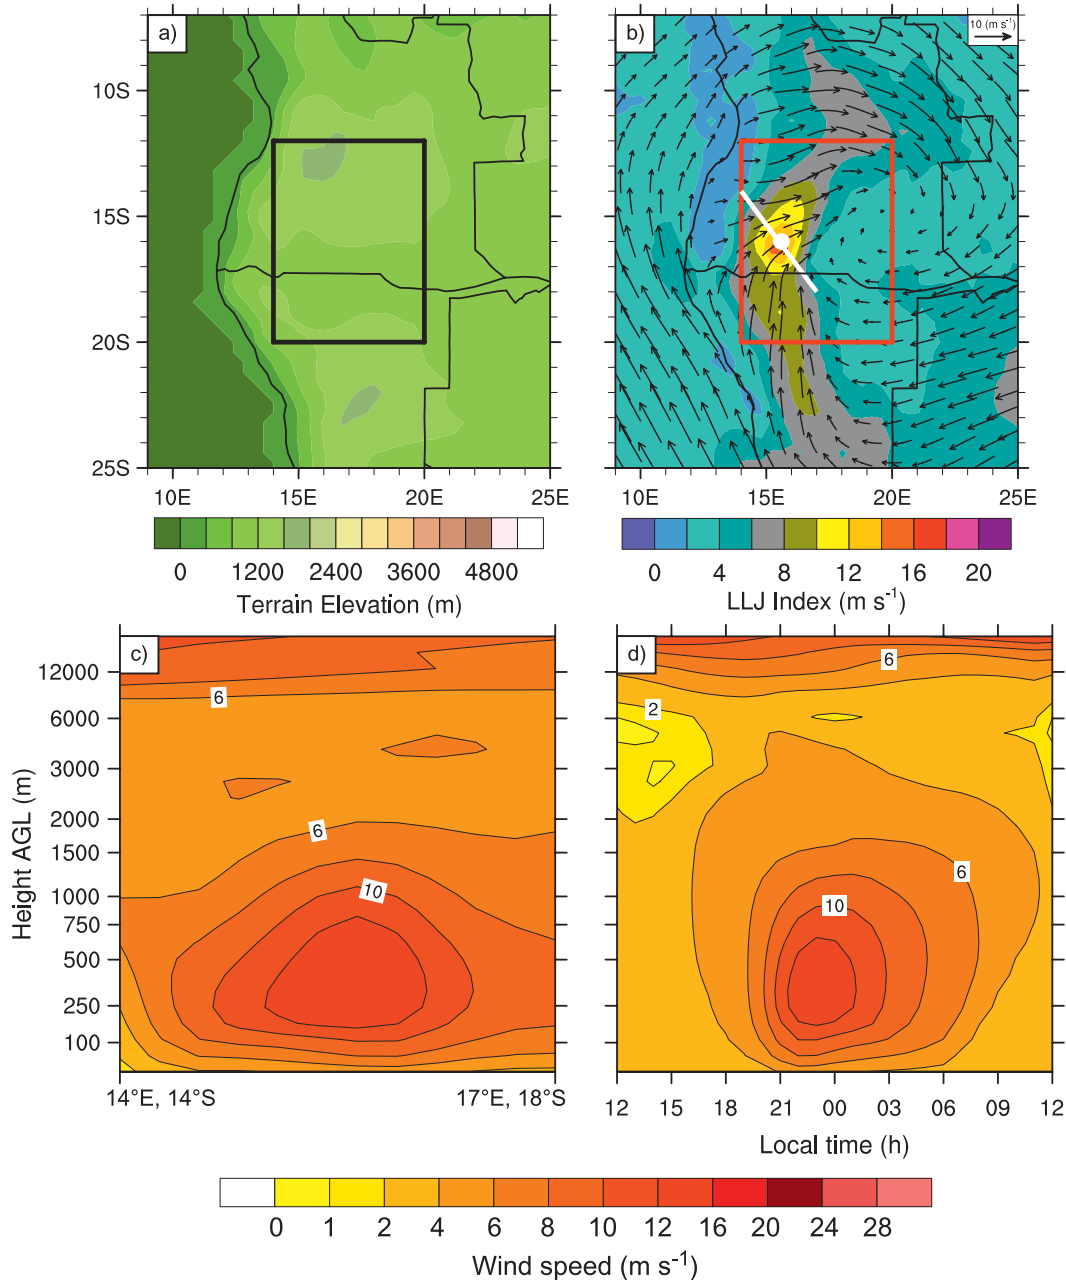 a)
b)
10 (m s⁻¹)
10S
15S
20S
25S
10E 15E 20E 25E
10E 15E 20E 25E
0 1200 2400 3600 4800
Terrain Elevation (m)
0 4 8 12 16 20
LLJ Index (m s⁻¹)
c)
d)
Height AGL (m)
12000
6000
3000
2000
1500
1000
750
500
250
100
6
6
10
6
2
6
10
14°E, 14°S 17°E, 18°S
12 15 18 21 00 03 06 09 12
Local time (h)
0 1 2 4 6 8 10 12 16 20 24 28
Wind speed (m s⁻¹)